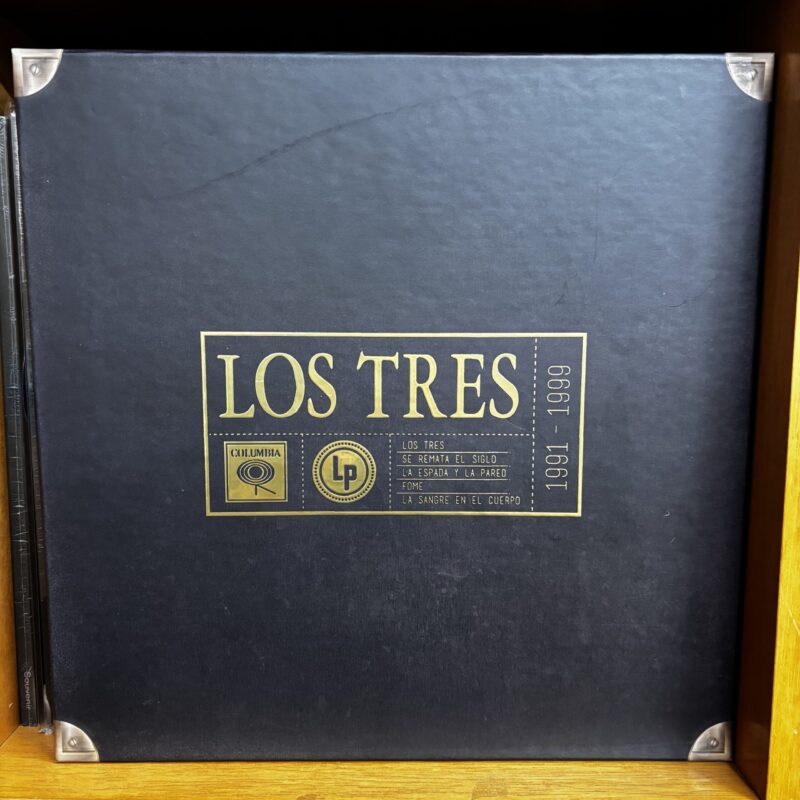 LOS TRES
1991 - 1999
COLUMBIA
LP
LOS TRES
SE REMATA EL SIGLO
LA ESPADA Y LA PARED
FOME
LA SANGRE EN EL CUERPO
"Souvenir